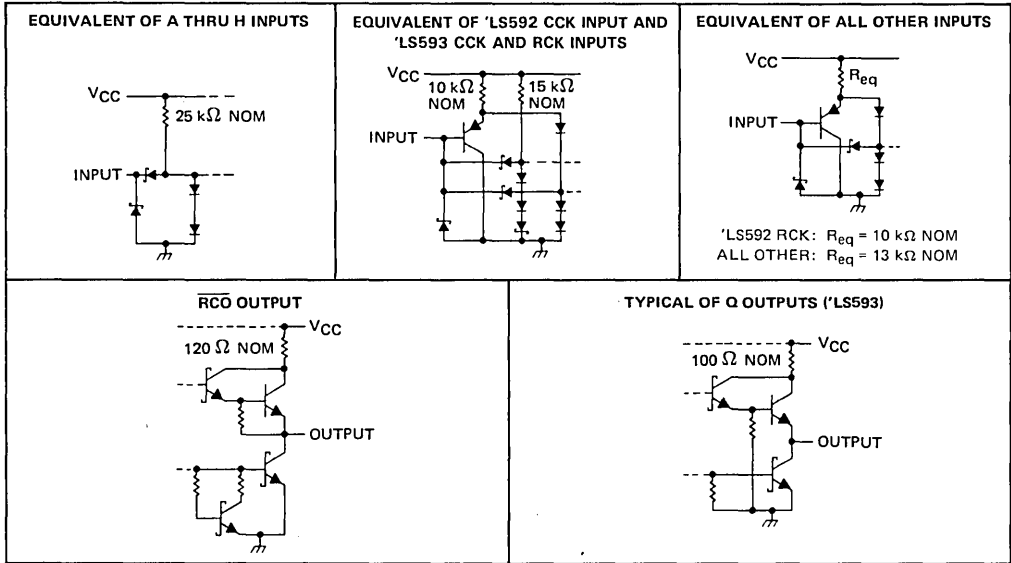 EQUIVALENT OF A THRU H INPUTS
VCC
25 kΩ NOM
INPUT
EQUIVALENT OF 'LS592 CCK INPUT AND
'LS593 CCK AND RCK INPUTS
VCC
10 kΩ
NOM
15 kΩ
NOM
INPUT
EQUIVALENT OF ALL OTHER INPUTS
VCC
Req
INPUT
'LS592 RCK: Req = 10 kΩ NOM
ALL OTHER: Req = 13 kΩ NOM
R̅C̅O̅ OUTPUT
VCC
120 Ω NOM
OUTPUT
TYPICAL OF Q OUTPUTS ('LS593)
VCC
100 Ω NOM
OUTPUT